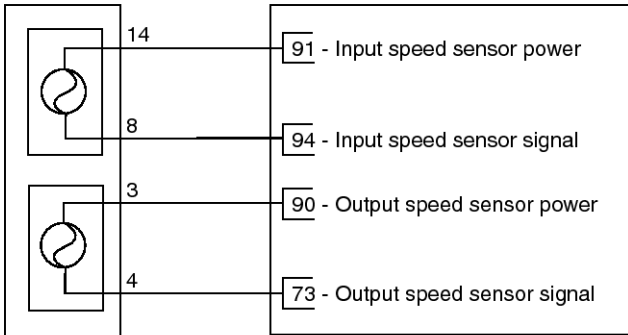 14
91 - Input speed sensor power
8
94 - Input speed sensor signal
3
90 - Output speed sensor power
4
73 - Output speed sensor signal